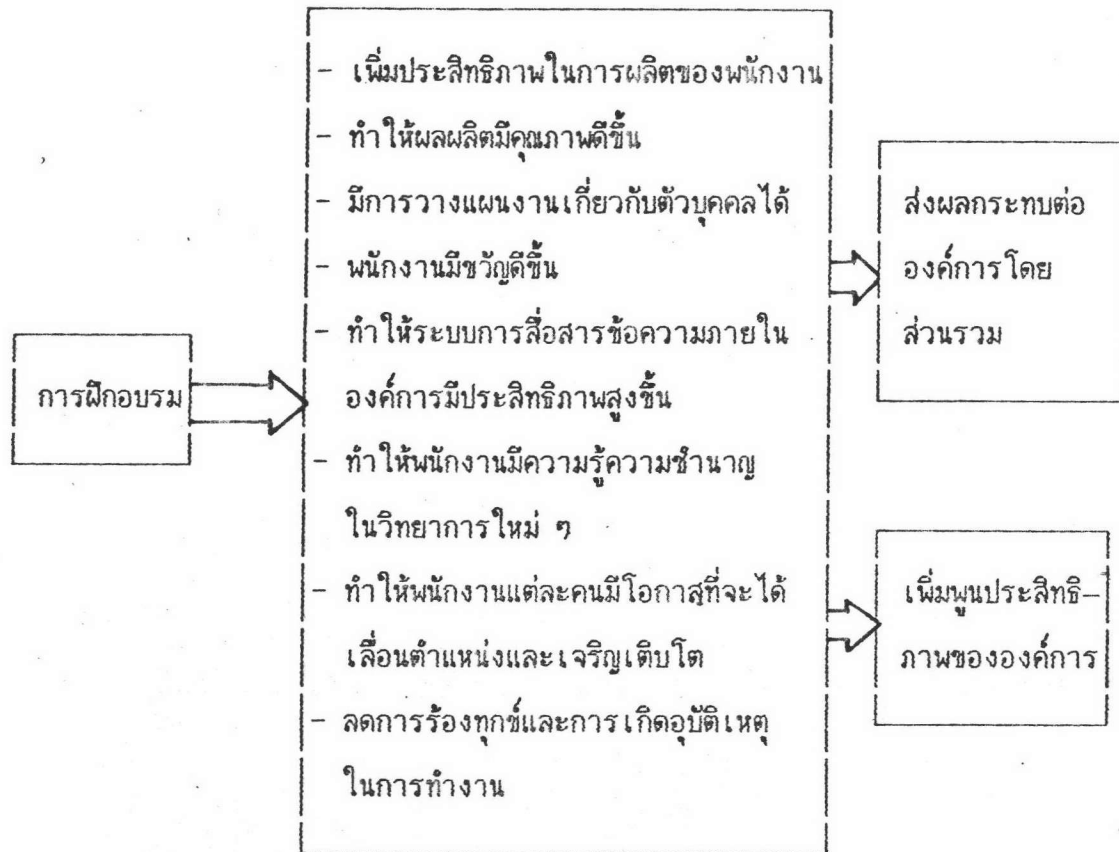 การฝึกอบรม
- เพิ่มประสิทธิภาพในการผลิตของพนักงาน
- ทำให้ผลผลิตมีคุณภาพดีขึ้น
- มีการวางแผนงานเกี่ยวกับตัวบุคคลได้
- พนักงานมีขวัญดีขึ้น
- ทำให้ระบบการสื่อสารข้อความภายใน
องค์การมีประสิทธิภาพสูงขึ้น
- ทำให้พนักงานมีความรู้ความชำนาญ
ในวิทยาการใหม่ ๆ
- ทำให้พนักงานแต่ละคนมีโอกาสที่จะได้
เลื่อนตำแหน่งและเจริญเติบโต
- ลดการร้องทุกข์และการเกิดอุบัติเหตุ
ในการทำงาน
ส่งผลกระทบต่อ
องค์การโดย
ส่วนรวม
เพิ่มพูนประสิทธิ-
ภาพขององค์การ